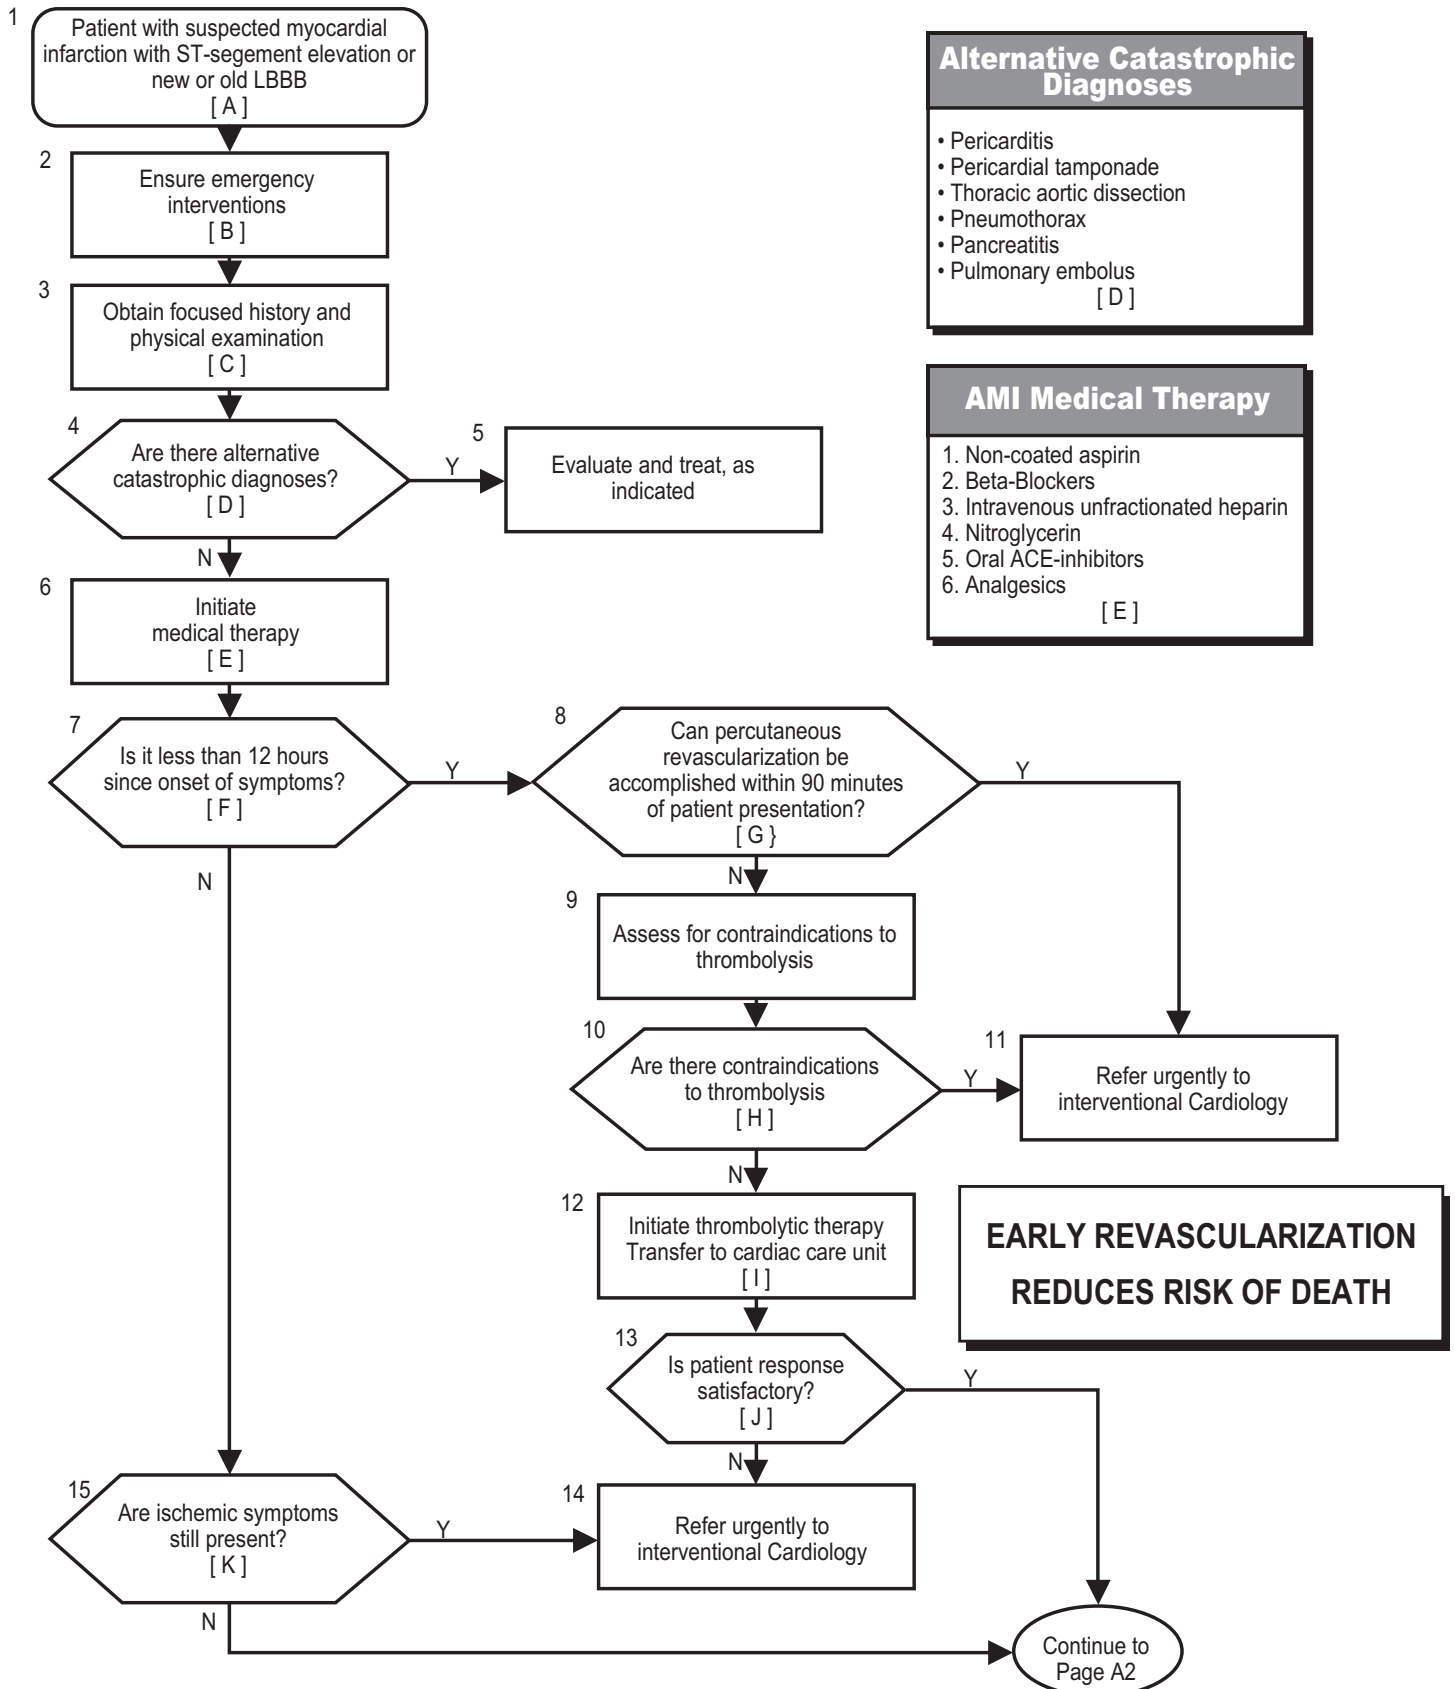 1
Patient with suspected myocardial
infarction with ST-segement elevation or
new or old LBBB
[ A ]
2
Ensure emergency
interventions
[ B ]
3
Obtain focused history and
physical examination
[ C ]
4
Are there alternative
catastrophic diagnoses?
[ D ]
Y
N
5
Evaluate and treat, as
indicated
6
Initiate
medical therapy
[ E ]
7
Is it less than 12 hours
since onset of symptoms?
[ F ]
Y
N
8
Can percutaneous
revascularization be
accomplished within 90 minutes
of patient presentation?
[ G }
Y
N
9
Assess for contraindications to
thrombolysis
10
Are there contraindications
to thrombolysis
[ H ]
Y
N
11
Refer urgently to
interventional Cardiology
12
Initiate thrombolytic therapy
Transfer to cardiac care unit
[ I ]
13
Is patient response
satisfactory?
[ J ]
Y
N
14
Refer urgently to
interventional Cardiology
15
Are ischemic symptoms
still present?
[ K ]
Y
N
Continue to
Page A2
Alternative Catastrophic
Diagnoses
• Pericarditis
• Pericardial tamponade
• Thoracic aortic dissection
• Pneumothorax
• Pancreatitis
• Pulmonary embolus
[ D ]
AMI Medical Therapy
1. Non-coated aspirin
2. Beta-Blockers
3. Intravenous unfractionated heparin
4. Nitroglycerin
5. Oral ACE-inhibitors
6. Analgesics
[ E ]
EARLY REVASCULARIZATION
REDUCES RISK OF DEATH